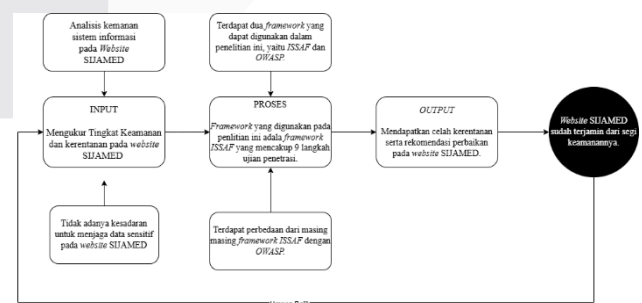 Analisis kemanan
sistem informasi
pada Website
SIJAMED
Terdapat dua framework yang
dapat digunakan dalam
penelitian ini, yaitu ISSAF dan
OWASP.
INPUT
Mengukur Tingkat Keamanan
dan kerentanan pada website
SIJAMED
PROSES
Framework yang digunakan pada
penlitian ini adala framework
ISSAF yang mencakup 9 langkah
ujian penetrasi.
OUTPUT
Mendapatkan celah kerentanan
serta rekomendasi perbaikan
pada website SIJAMED.
Website SIJAMED
sudah terjamin dari segi
keamanannya.
Tidak adanya kesadaran
untuk menjaga data sensitif
pada website SIJAMED
Terdapat perbedaan dari masing
masing framework ISSAF dengan
OWASP.